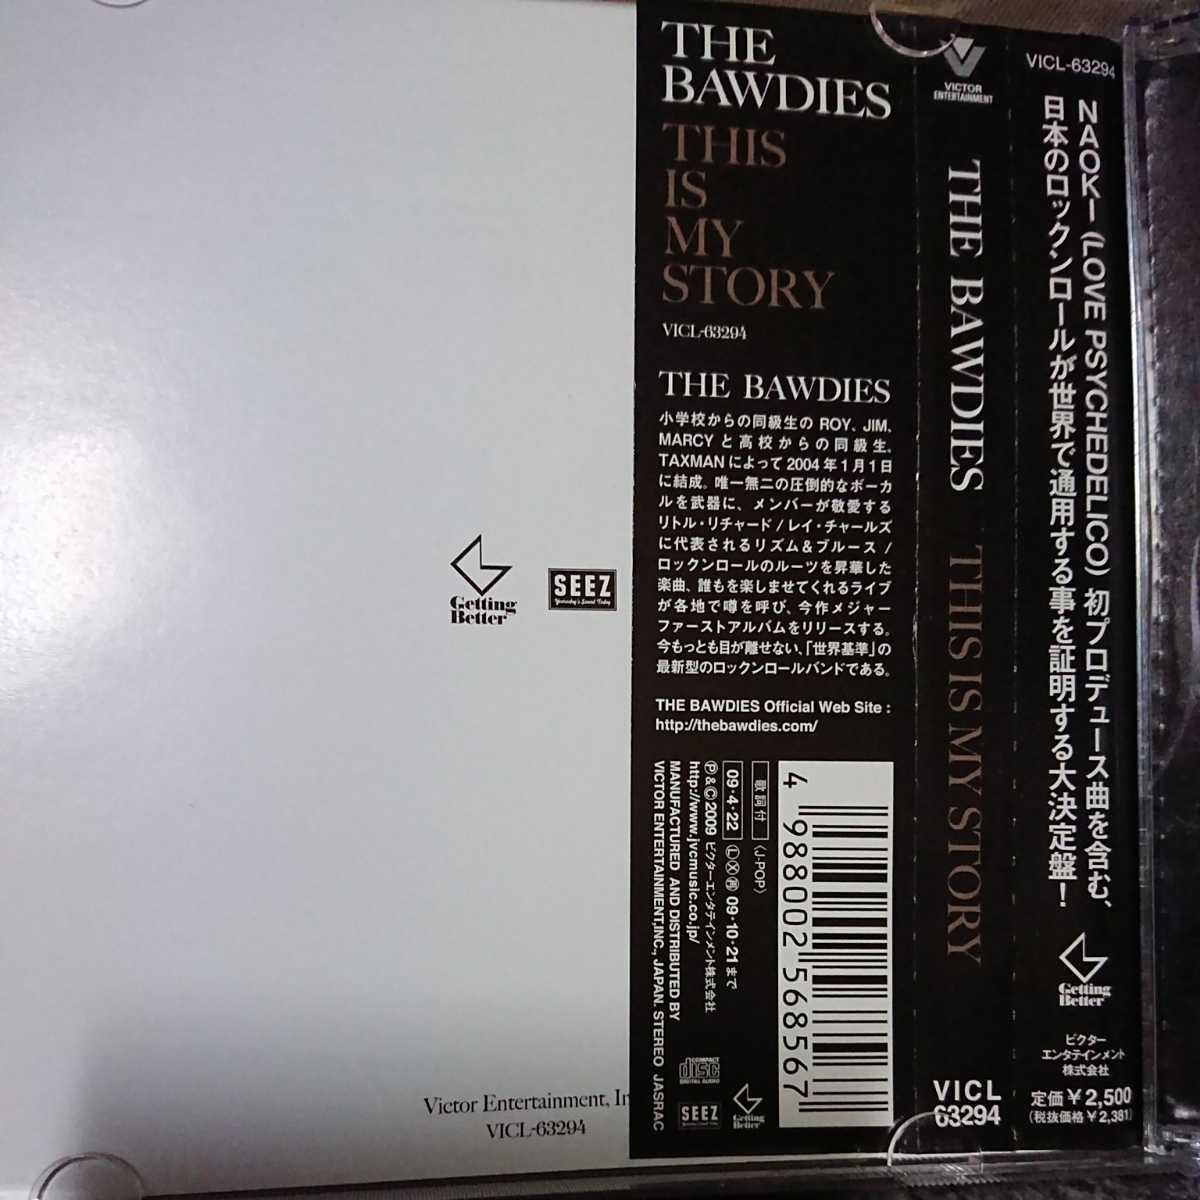 THE
BAWDIES
THIS
IS
MY
STORY
VICL-63294
THE BAWDIES
小学校からの同級生の ROY、JIM、
MARCY と高校からの同級生、
TAXMAN によって 2004 年 1 月 1 日
に結成。唯一無二の圧倒的なボーカ
ルを武器に、メンバーが敬愛する
リトル・リチャード / レイ・チャールズ
に代表されるリズム&ブルース /
ロックンロールのルーツを昇華した
楽曲、誰もを楽しませてくれるライブ
が各地で噂を呼び、今作メジャー
ファーストアルバムをリリースする。
今もっとも目が離せない、「世界基準」の
最新型のロックンロールバンドである。
THE BAWDIES Official Web Site :
http://thebawdies.com/
4 988002 568567
歌詞付 〈J-POP〉
09・4・22 Ⓛ Ⓧ ㊞ 09・10・21 まで
Ⓟ&Ⓒ2009 ビクターエンタテインメント株式会社
http://www.jvcmusic.co.jp/
MANUFACTURED AND DISTRIBUTED BY
VICTOR ENTERTAINMENT,INC., JAPAN. STEREO JASRAC
COMPACT
disc
DIGITAL AUDIO
SEEZ
Getting
Better
VICTOR
ENTERTAINMENT
THE BAWDIES THIS IS MY STORY
VICL
63294
VICL-63294
NAOKI (LOVE PSYCHEDELICO) 初プロデュース曲を含む、
日本のロックンロールが世界で通用する事を証明する大決定盤!
Getting
Better
ビクター
エンタテインメント
株式会社
定価￥2,500
(税抜価格￥2,381)
Getting
Better
SEEZ
Yesterday's Sound Today
Victor Entertainment, In
VICL-63294